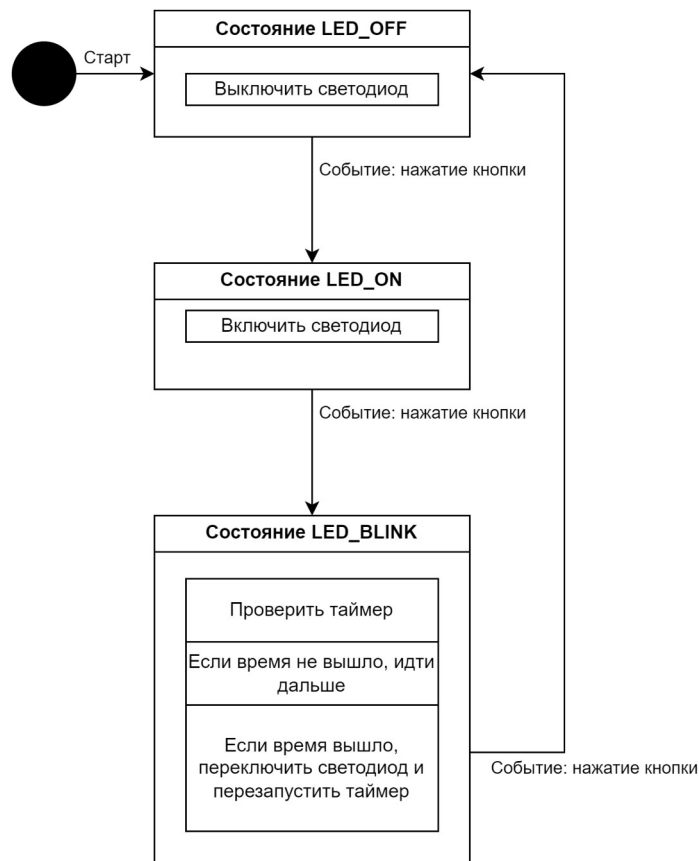 Состояние LED_OFF
Старт
Выключить светодиод
Событие: нажатие кнопки
Состояние LED_ON
Включить светодиод
Событие: нажатие кнопки
Состояние LED_BLINK
Проверить таймер
Если время не вышло, идти
дальше
Если время вышло,
переключить светодиод и
перезапустить таймер
Событие: нажатие кнопки